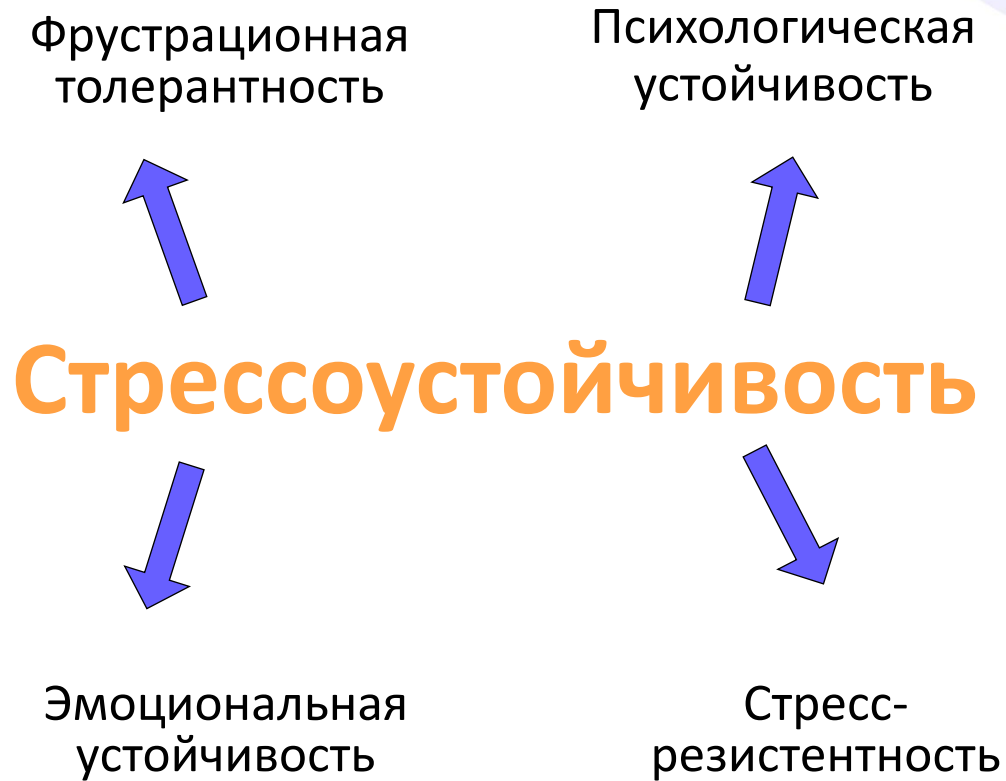 Фрустрационная
толерантность
Психологическая
устойчивость
Стрессоустойчивость
Эмоциональная
устойчивость
Стресс-
резистентность